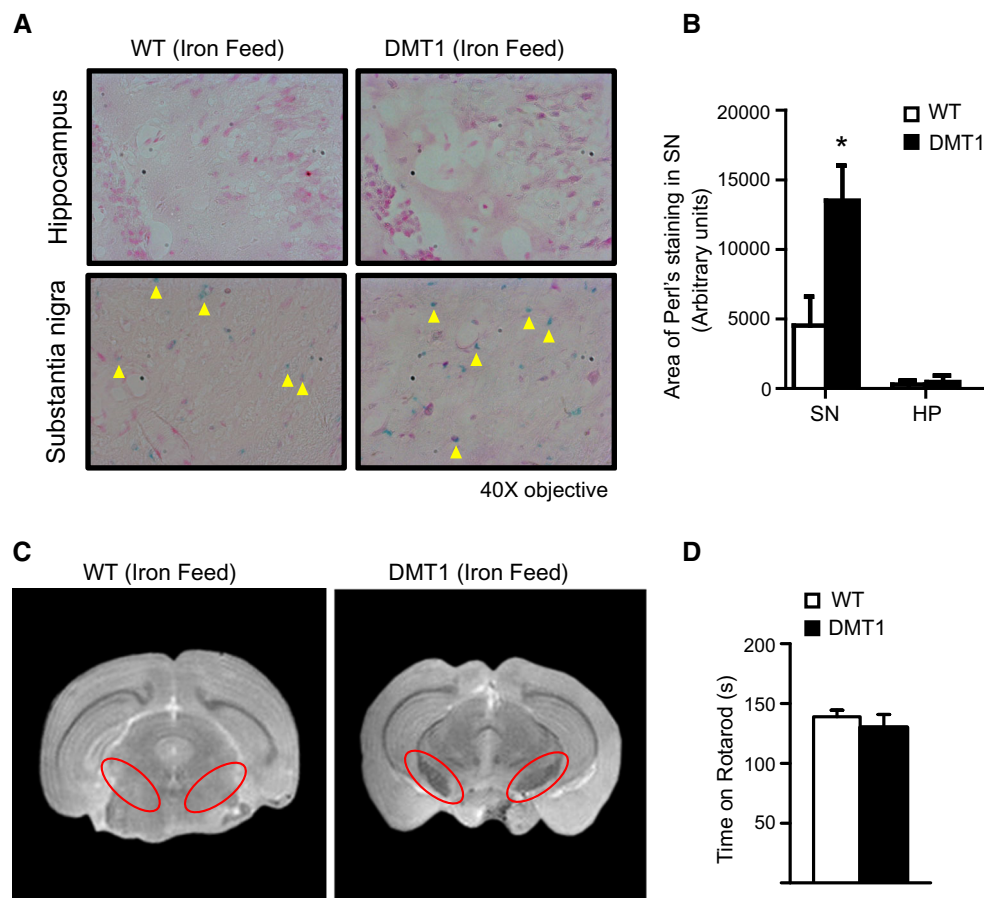 A
WT (Iron Feed)
DMT1 (Iron Feed)
Hippocampus
Substantia nigra
40X objective
B
Area of Perl's staining in SN
(Arbitrary units)
20000
15000
10000
5000
0
*
WT
DMT1
SN
HP
C
WT (Iron Feed)
DMT1 (Iron Feed)
D
WT
DMT1
Time on Rotarod (s)
200
150
100
50